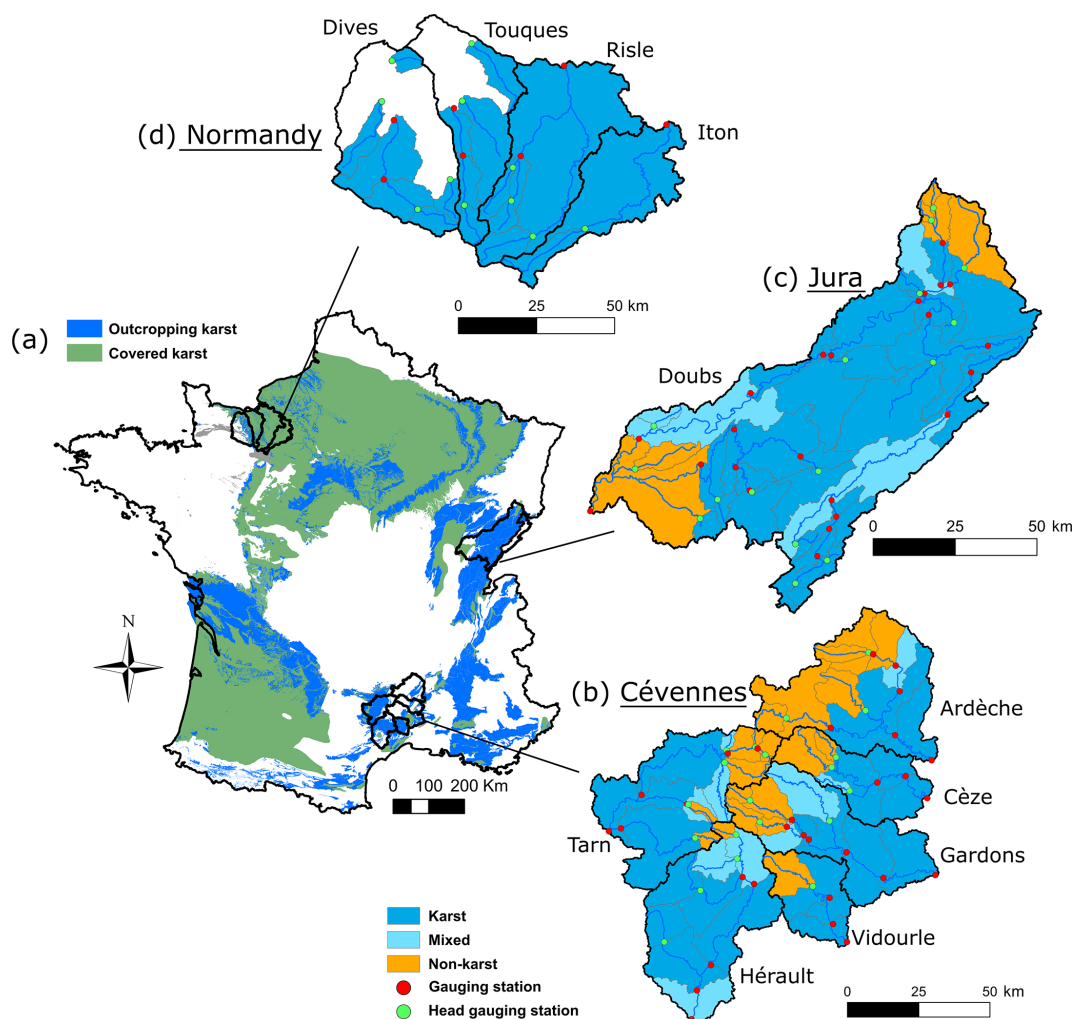 Dives
Touques
Risle
(d) Normandy
Iton
0 25 50 km
(c) Jura
(a)
Outcropping karst
Covered karst
Doubs
0 25 50 km
N
(b) Cévennes
Ardèche
0 100 200 Km
Cèze
Tarn
Gardons
Karst
Mixed
Non-karst
Gauging station
Head gauging station
Vidourle
Hérault
0 25 50 km